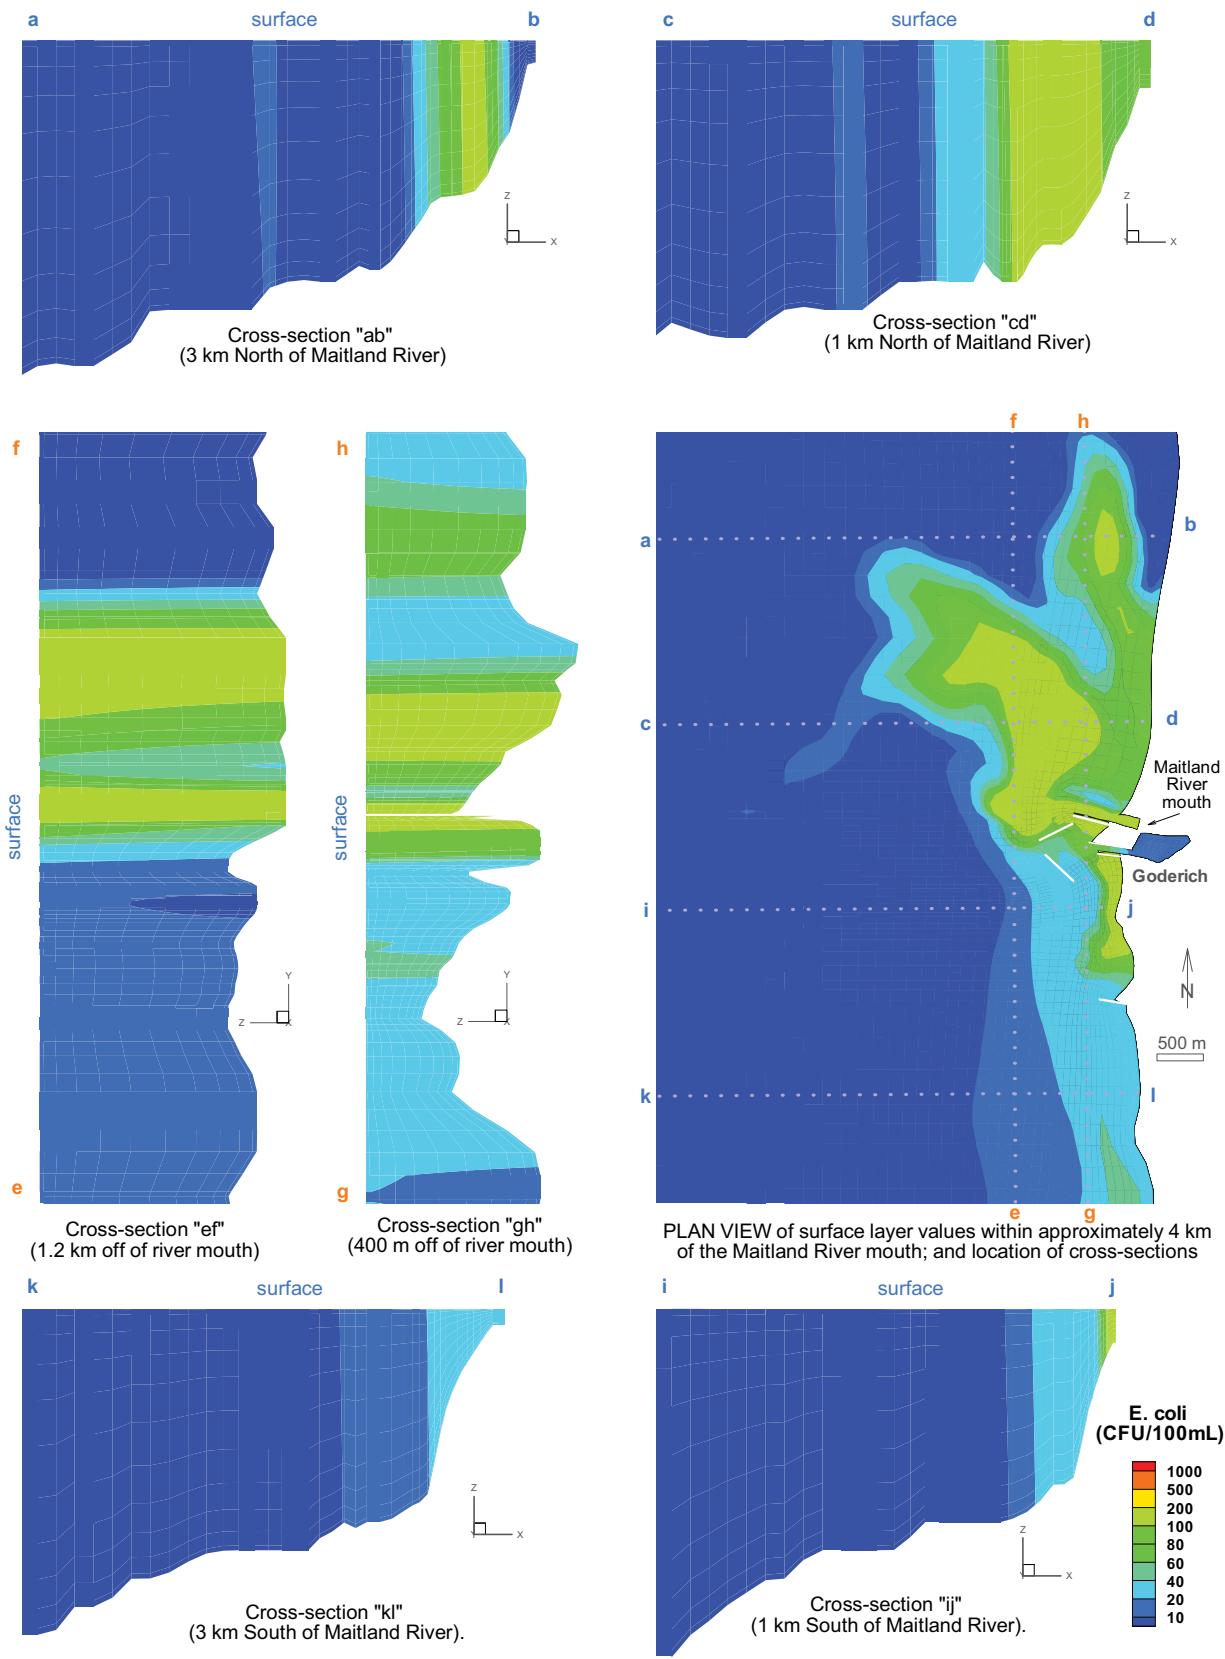 a surface b
c surface d
Z
X
Z
X
Cross-section "ab"
(3 km North of Maitland River)
Cross-section "cd"
(1 km North of Maitland River)
f
h
f h
a
b
c
d
Maitland
River
mouth
surface
surface
Goderich
i
j
Y
Z
X
Y
Z
X
N
500 m
k
l
e
g
e g
Cross-section "ef"
(1.2 km off of river mouth)
Cross-section "gh"
(400 m off of river mouth)
PLAN VIEW of surface layer values within approximately 4 km
of the Maitland River mouth; and location of cross-sections
k surface l
i surface j
Z
X
Z
X
Cross-section "kl"
(3 km South of Maitland River).
Cross-section "ij"
(1 km South of Maitland River).
E. coli
(CFU/100mL)
1000
500
200
100
80
60
40
20
10